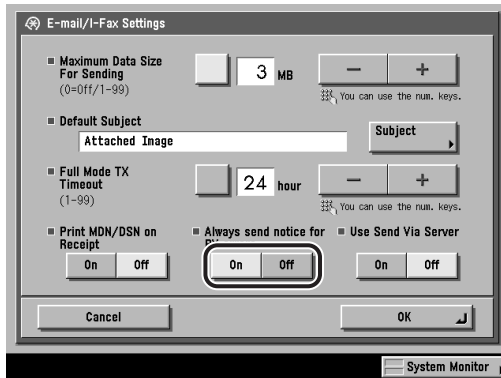 E-mail/I-Fax Settings
Maximum Data Size
For Sending
(0=Off/1-99)
3 MB
−
+
You can use the num. keys.
Default Subject
Attached Image
Subject
Full Mode TX
Timeout
(1-99)
24 hour
−
+
You can use the num. keys.
Print MDN/DSN on
Receipt
On Off
Always send notice for
On Off
Use Send Via Server
On Off
Cancel
OK
System Monitor